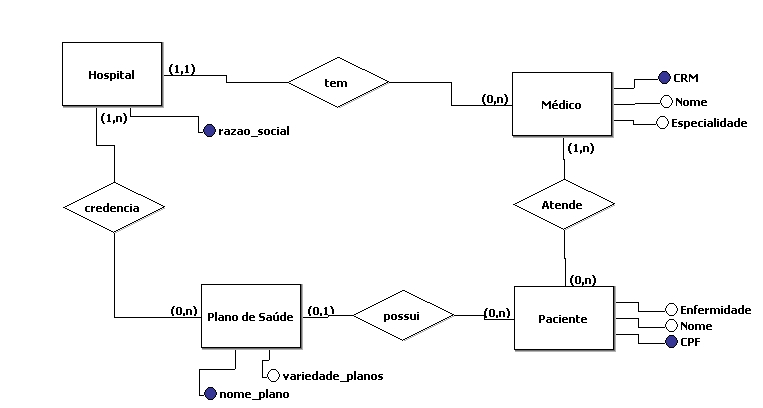 Hospital
(1,1)
tem
(0,n)
Médico
CRM
Nome
Especialidade
(1,n)
razao_social
(1,n)
credencia
Atende
(0,n)
(0,n)
Plano de Saúde
(0,1)
possui
(0,n)
Paciente
Enfermidade
Nome
CPF
variedade_planos
nome_plano